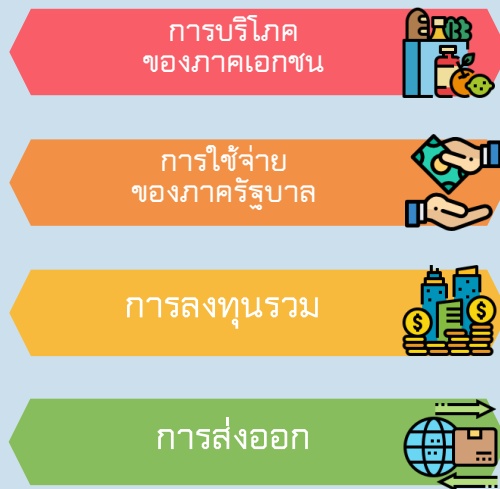 การบริโภค
ของภาคเอกชน
การใช้จ่าย
ของภาครัฐบาล
การลงทุนรวม
การส่งออก